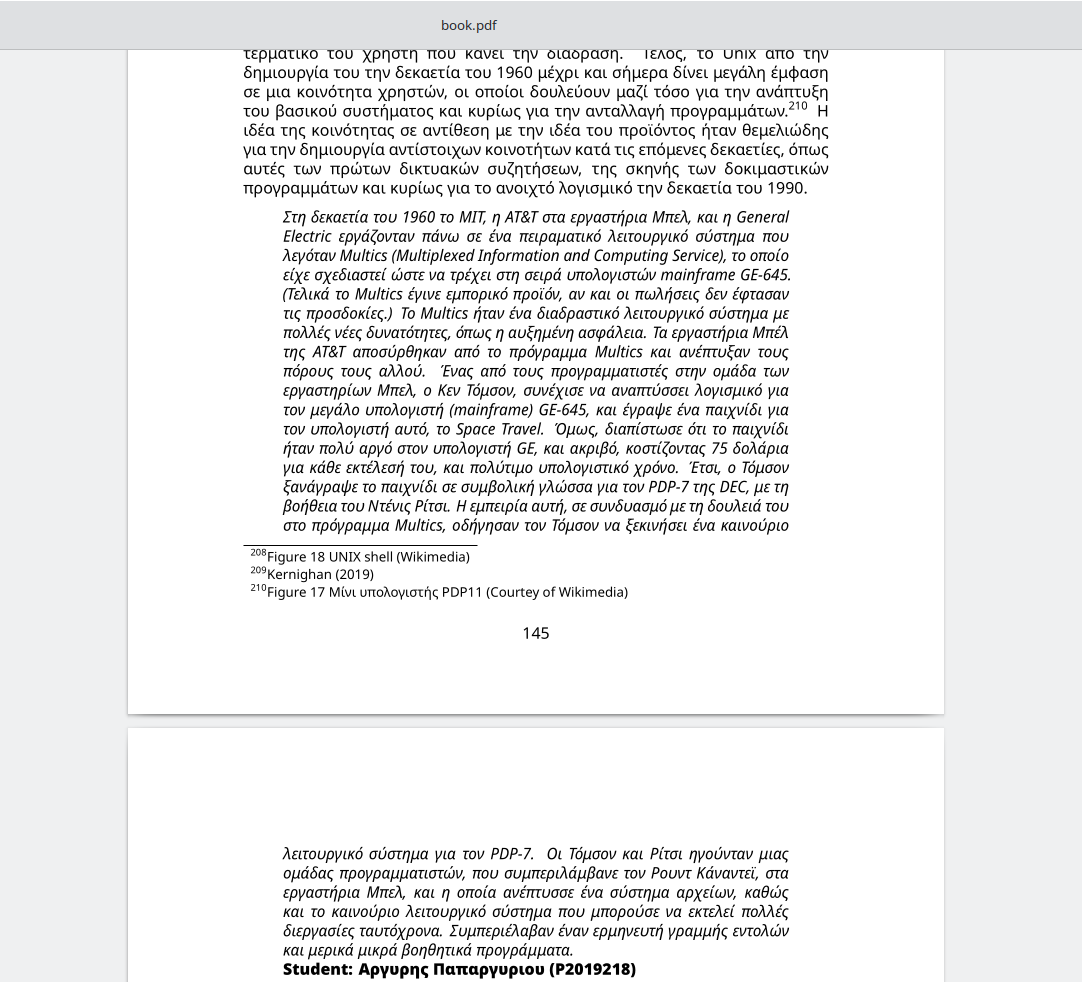 book.pdf
τερματικό του χρήστη που κάνει την διάδραση. Τέλος, το Unix από την
δημιουργία του την δεκαετία του 1960 μέχρι και σήμερα δίνει μεγάλη έμφαση
σε μια κοινότητα χρηστών, οι οποίοι δουλεύουν μαζί τόσο για την ανάπτυξη
του βασικού συστήματος και κυρίως για την ανταλλαγή προγραμμάτων.210 Η
ιδέα της κοινότητας σε αντίθεση με την ιδέα του προϊόντος ήταν θεμελιώδης
για την δημιουργία αντίστοιχων κοινοτήτων κατά τις επόμενες δεκαετίες, όπως
αυτές των πρώτων δικτυακών συζητήσεων, της σκηνής των δοκιμαστικών
προγραμμάτων και κυρίως για το ανοιχτό λογισμικό την δεκαετία του 1990.
Στη δεκαετία του 1960 το MIT, η AT&T στα εργαστήρια Μπελ, και η General
Electric εργάζονταν πάνω σε ένα πειραματικό λειτουργικό σύστημα που
λεγόταν Multics (Multiplexed Information and Computing Service), το οποίο
είχε σχεδιαστεί ώστε να τρέχει στη σειρά υπολογιστών mainframe GE-645.
(Τελικά το Multics έγινε εμπορικό προϊόν, αν και οι πωλήσεις δεν έφτασαν
τις προσδοκίες.) Το Multics ήταν ένα διαδραστικό λειτουργικό σύστημα με
πολλές νέες δυνατότητες, όπως η αυξημένη ασφάλεια. Τα εργαστήρια Μπέλ
της AT&T αποσύρθηκαν από το πρόγραμμα Multics και ανέπτυξαν τους
πόρους τους αλλού. Ένας από τους προγραμματιστές στην ομάδα των
εργαστηρίων Μπελ, ο Κεν Τόμσον, συνέχισε να αναπτύσσει λογισμικό για
τον μεγάλο υπολογιστή (mainframe) GE-645, και έγραψε ένα παιχνίδι για
τον υπολογιστή αυτό, το Space Travel. Όμως, διαπίστωσε ότι το παιχνίδι
ήταν πολύ αργό στον υπολογιστή GE, και ακριβό, κοστίζοντας 75 δολάρια
για κάθε εκτέλεσή του, και πολύτιμο υπολογιστικό χρόνο. Έτσι, ο Τόμσον
ξανάγραψε το παιχνίδι σε συμβολική γλώσσα για τον PDP-7 της DEC, με τη
βοήθεια του Ντένις Ρίτσι. Η εμπειρία αυτή, σε συνδυασμό με τη δουλειά του
στο πρόγραμμα Multics, οδήγησαν τον Τόμσον να ξεκινήσει ένα καινούριο
208Figure 18 UNIX shell (Wikimedia)
209Kernighan (2019)
210Figure 17 Μίνι υπολογιστής PDP11 (Courtey of Wikimedia)
145
λειτουργικό σύστημα για τον PDP-7. Οι Τόμσον και Ρίτσι ηγούνταν μιας
ομάδας προγραμματιστών, που συμπεριλάμβανε τον Ρουντ Κάναντεϊ, στα
εργαστήρια Μπελ, και η οποία ανέπτυσσε ένα σύστημα αρχείων, καθώς
και το καινούριο λειτουργικό σύστημα που μπορούσε να εκτελεί πολλές
διεργασίες ταυτόχρονα. Συμπεριέλαβαν έναν ερμηνευτή γραμμής εντολών
και μερικά μικρά βοηθητικά προγράμματα.
Student: Αργυρης Παπαργυριου (P2019218)